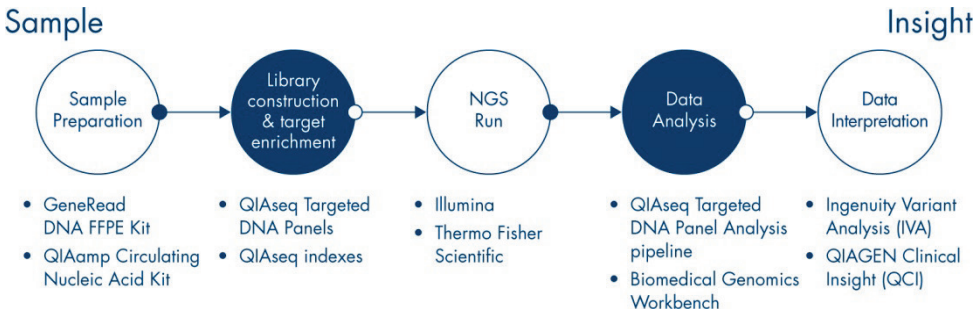 Sample
Insight
Sample
Preparation
Library
construction
& target
enrichment
NGS
Run
Data
Analysis
Data
Interpretation
• GeneRead
DNA FFPE Kit
• QIAamp Circulating
Nucleic Acid Kit
• QIAseq Targeted
DNA Panels
• QIAseq indexes
• Illumina
• Thermo Fisher
Scientific
• QIAseq Targeted
DNA Panel Analysis
pipeline
• Biomedical Genomics
Workbench
• Ingenuity Variant
Analysis (IVA)
• QIAGEN Clinical
Insight (QCI)